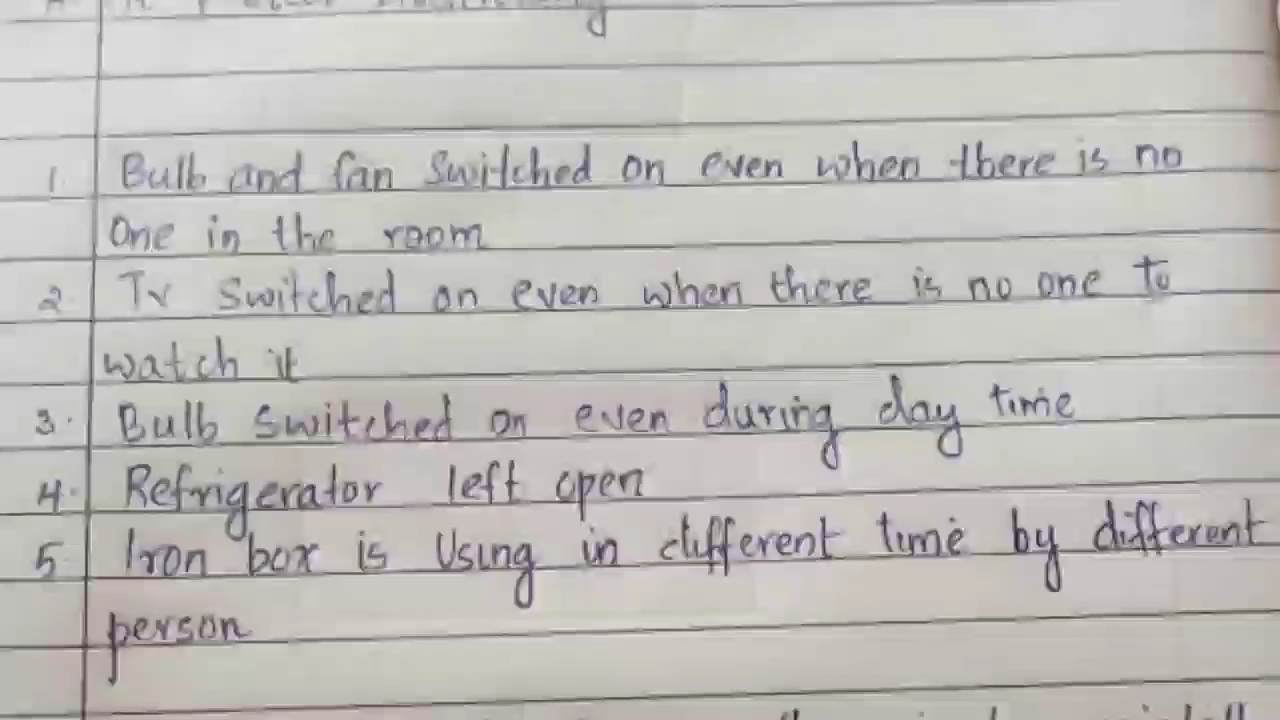 1. Bulb and fan switched on even when there is no
one in the room
2. Tv switched on even when there is no one to
watch it
3. Bulb switched on even during day time
4. Refrigerator left open
5. Iron box is Using in different time by different
person